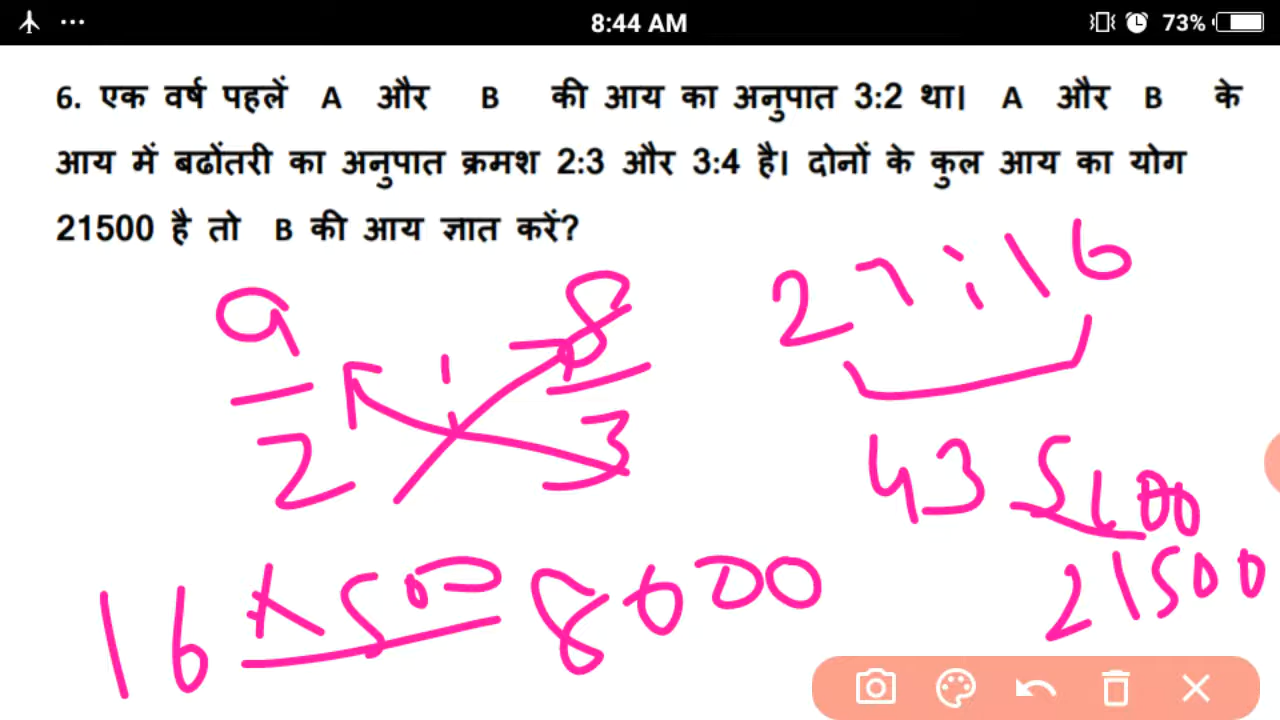 8:44 AM 73%
6. एक वर्ष पहलें A और B की आय का अनुपात 3:2 था। A और B के
आय में बढोंतरी का अनुपात क्रमश 2:3 और 3:4 है। दोनों के कुल आय का योग
21500 है तो B की आय ज्ञात करें?
9 8 27:16
2 3
43 500
21500
16 × 500 8000